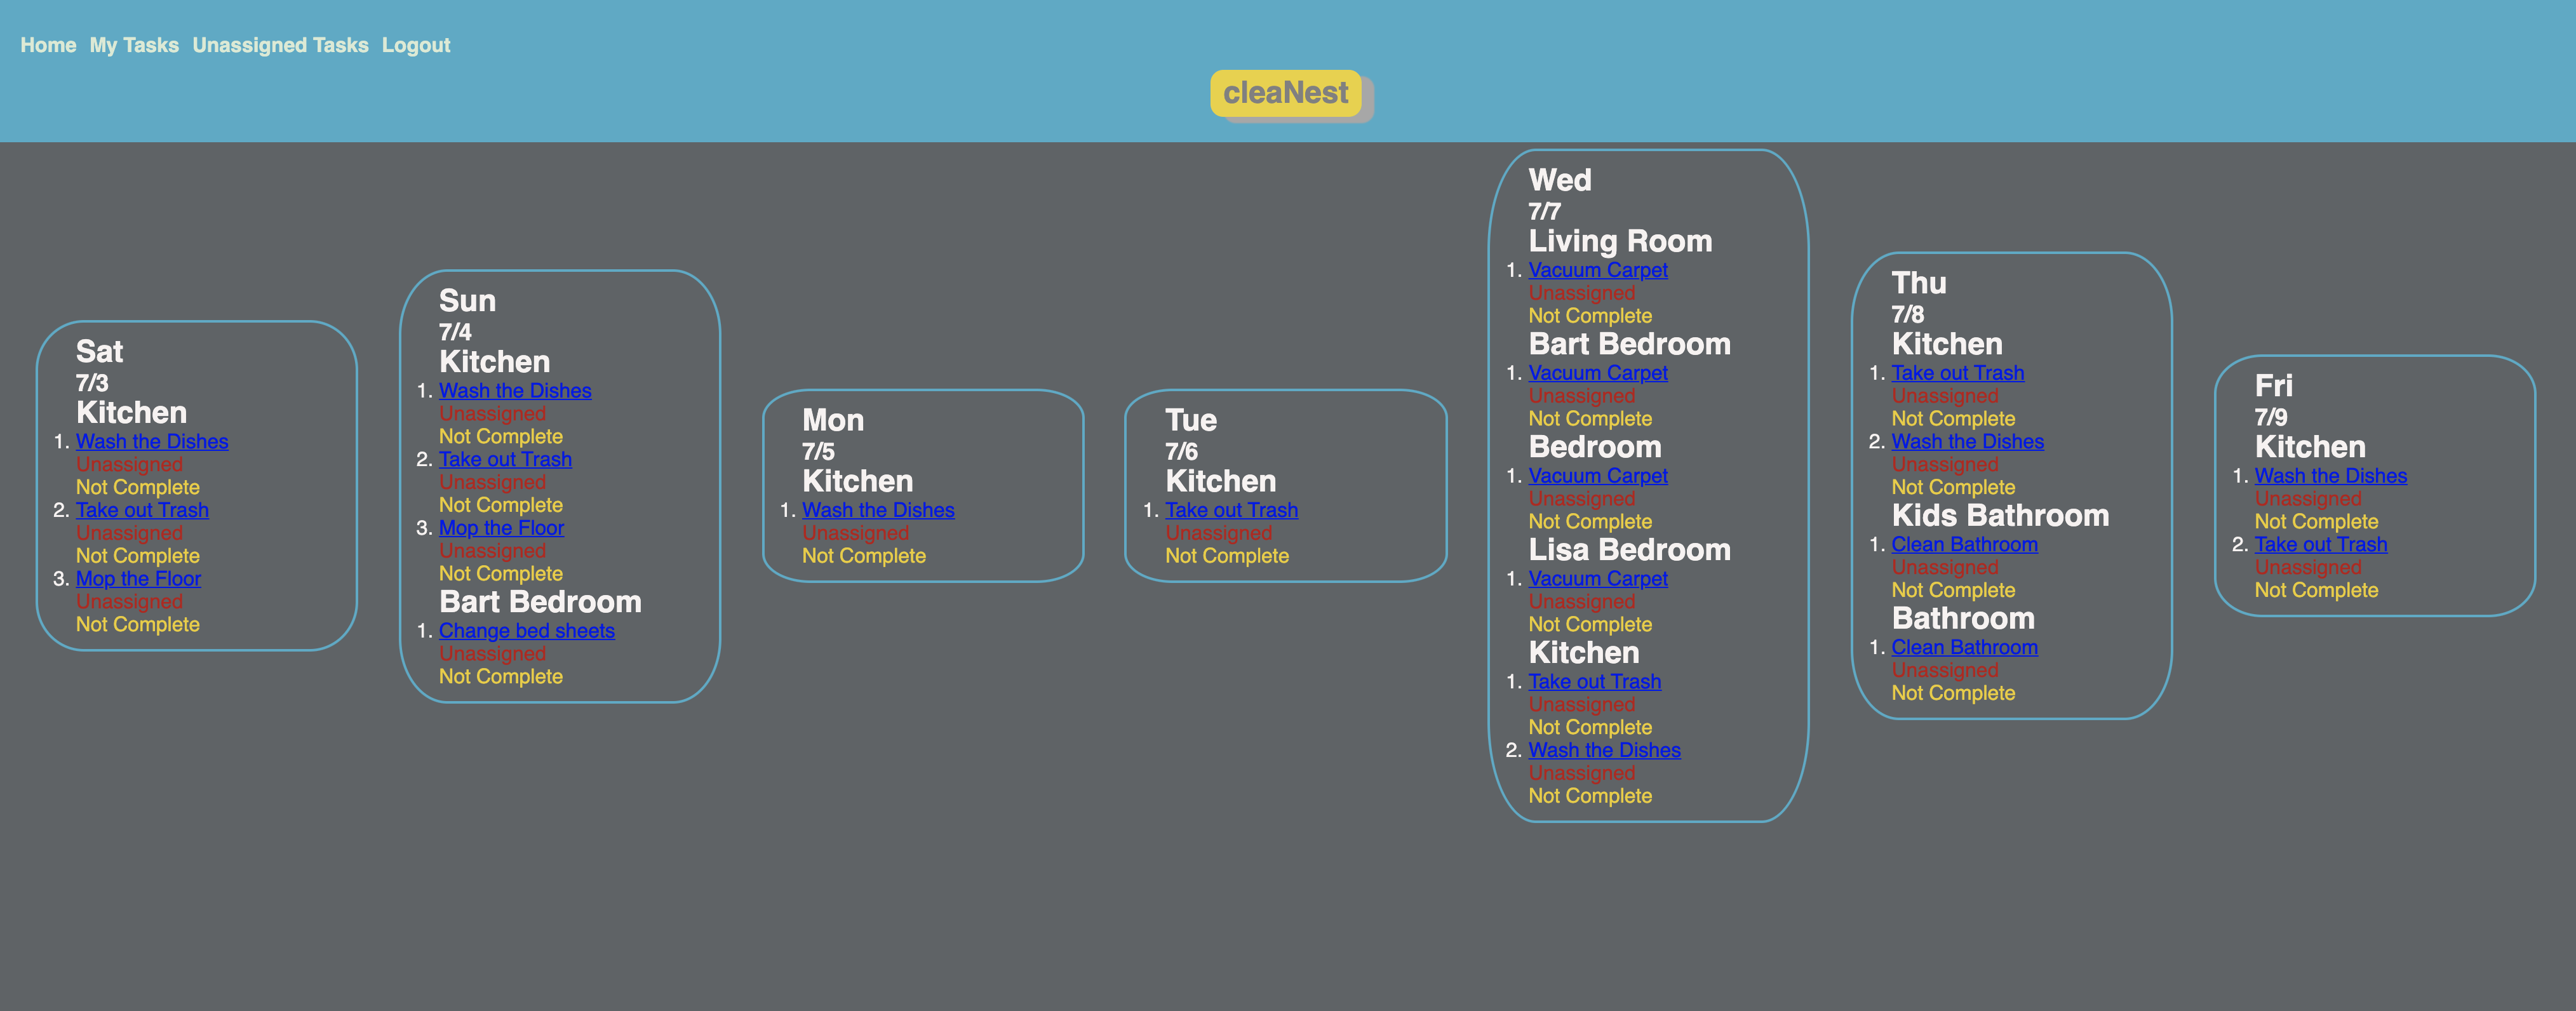 Home My Tasks Unassigned Tasks Logout
cleaNest
Sat
7/3
Kitchen
1. Wash the Dishes
Unassigned
Not Complete
2. Take out Trash
Unassigned
Not Complete
3. Mop the Floor
Unassigned
Not Complete
Sun
7/4
Kitchen
1. Wash the Dishes
Unassigned
Not Complete
2. Take out Trash
Unassigned
Not Complete
3. Mop the Floor
Unassigned
Not Complete
Bart Bedroom
1. Change bed sheets
Unassigned
Not Complete
Mon
7/5
Kitchen
1. Wash the Dishes
Unassigned
Not Complete
Tue
7/6
Kitchen
1. Take out Trash
Unassigned
Not Complete
Wed
7/7
Living Room
1. Vacuum Carpet
Unassigned
Not Complete
Bart Bedroom
1. Vacuum Carpet
Unassigned
Not Complete
Bedroom
1. Vacuum Carpet
Unassigned
Not Complete
Lisa Bedroom
1. Vacuum Carpet
Unassigned
Not Complete
Kitchen
1. Take out Trash
Unassigned
Not Complete
2. Wash the Dishes
Unassigned
Not Complete
Thu
7/8
Kitchen
1. Take out Trash
Unassigned
Not Complete
2. Wash the Dishes
Unassigned
Not Complete
Kids Bathroom
1. Clean Bathroom
Unassigned
Not Complete
Bathroom
1. Clean Bathroom
Unassigned
Not Complete
Fri
7/9
Kitchen
1. Wash the Dishes
Unassigned
Not Complete
2. Take out Trash
Unassigned
Not Complete